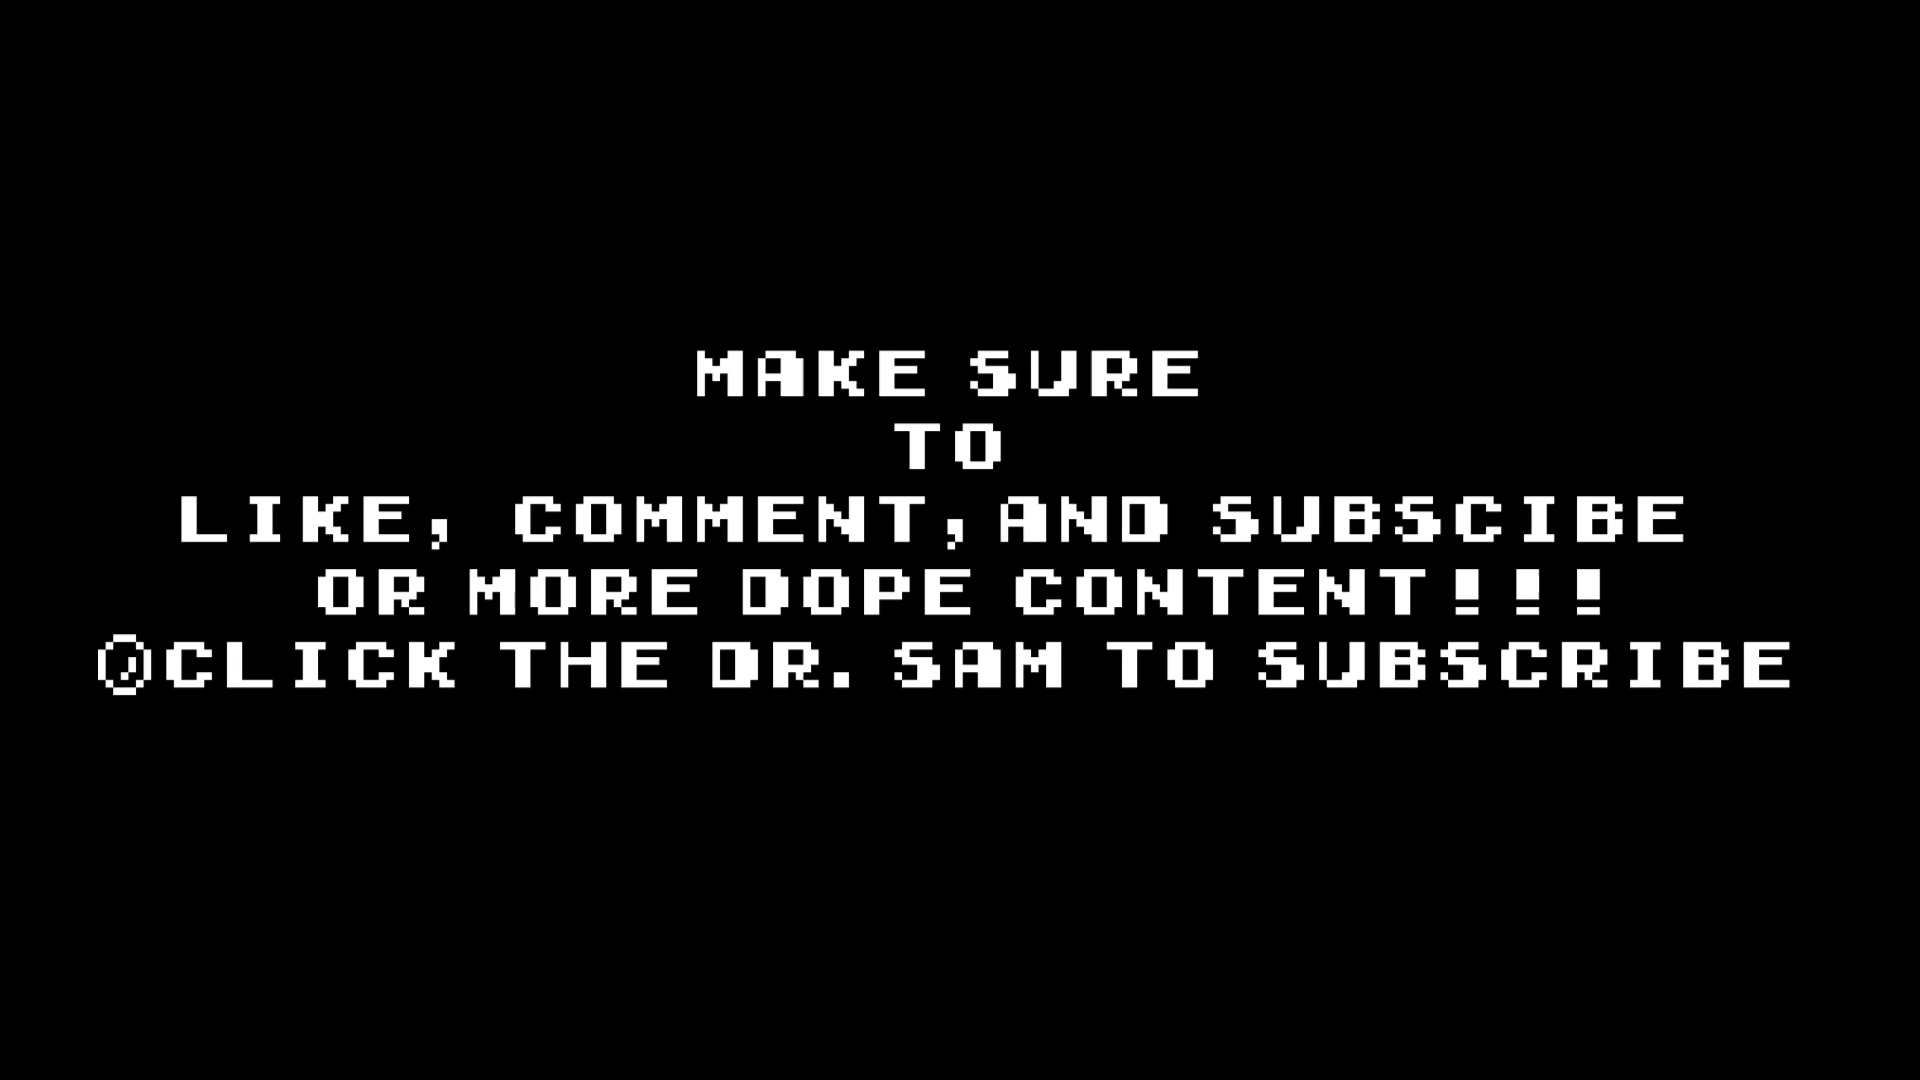 MAKE SURE
TO
LIKE, COMMENT,AND SUBSCIBE
OR MORE DOPE CONTENT!!!
@CLICK THE DR. SAM TO SUBSCRIBE